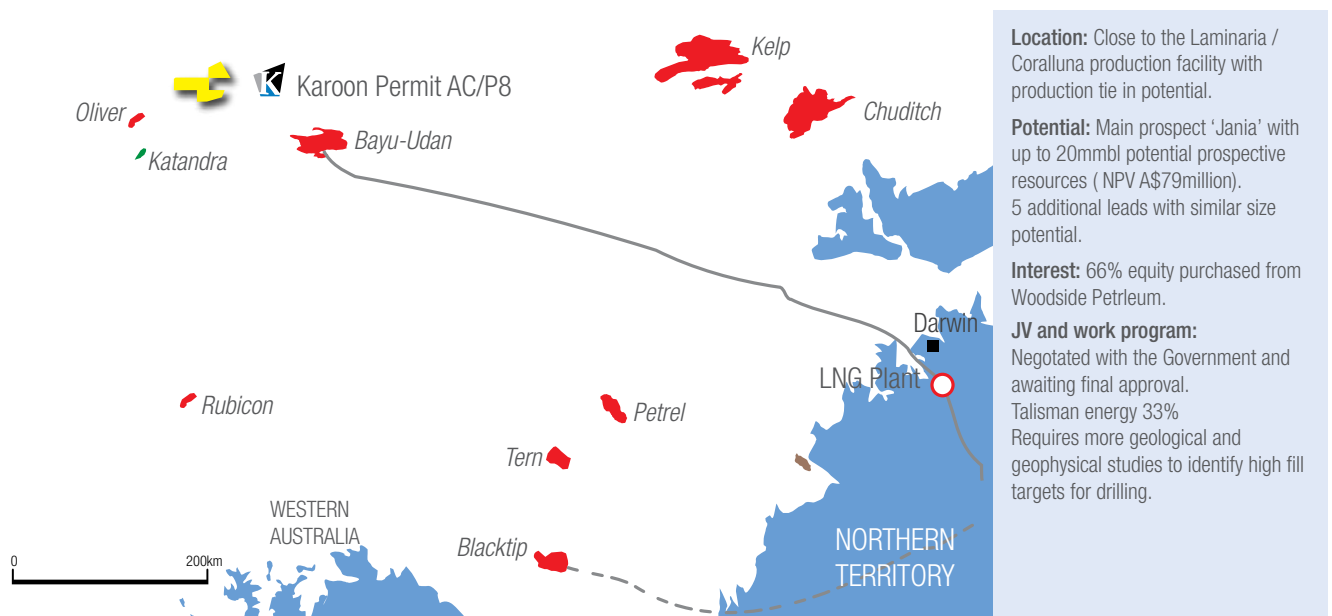 Kelp
K
Karoon Permit AC/P8
Oliver
Chuditch
Bayu-Udan
Katandra
Darwin
LNG Plant
Rubicon
Petrel
Tern
WESTERN
AUSTRALIA
Blacktip
NORTHERN
TERRITORY
0
200km
Location: Close to the Laminaria /
Coralluna production facility with
production tie in potential.
Potential: Main prospect ‘Jania’ with
up to 20mmbl potential prospective
resources ( NPV A$79million).
5 additional leads with similar size
potential.
Interest: 66% equity purchased from
Woodside Petrleum.
JV and work program:
Negotated with the Government and
awaiting final approval.
Talisman energy 33%
Requires more geological and
geophysical studies to identify high fill
targets for drilling.